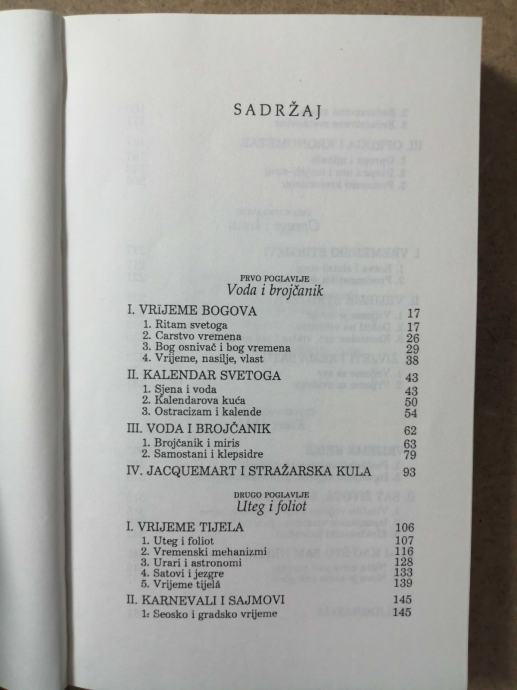 SADRŽAJ
PRVO POGLAVLJE
Voda i brojčanik
I. VRIJEME BOGOVA 17
1. Ritam svetoga 17
2. Carstvo vremena 26
3. Bog osnivač i bog vremena 29
4. Vrijeme, nasilje, vlast 38
II. KALENDAR SVETOGA 43
1. Sjena i voda 43
2. Kalendarova kuća 50
3. Ostracizam i kalende 54
III. VODA I BROJČANIK 62
1. Brojčanik i miris 63
2. Samostani i klepsidre 79
IV. JACQUEMART I STRAŽARSKA KULA 93
DRUGO POGLAVLJE
Uteg i foliot
I. VRIJEME TIJELA 106
1. Uteg i foliot 107
2. Vremenski mehanizmi 116
3. Urari i astronomi 128
4. Satovi i jezgre 133
5. Vrijeme tijelâ 139
II. KARNEVALI I SAJMOVI 145
1: Seosko i gradsko vrijeme 145